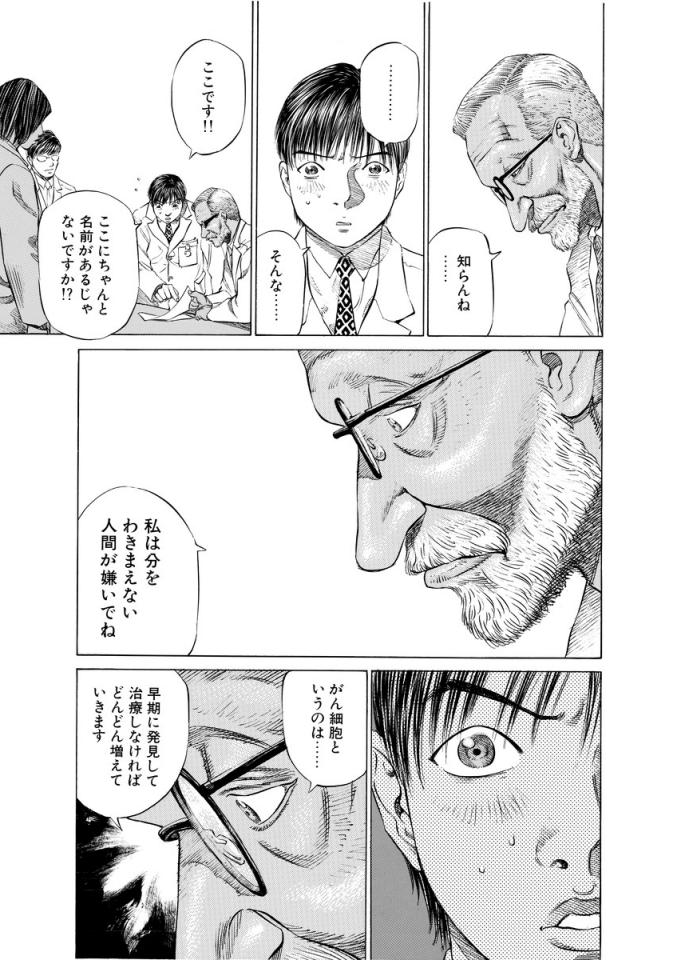 知らんね
……
…………
そんな……
ここです!!
ここにちゃんと
名前があるじゃ
ないですか!?
私は分を
わきまえない
人間が嫌いでね
がん細胞と
いうのは……
早期に発見して
治療しなければ
どんどん増えて
いきます